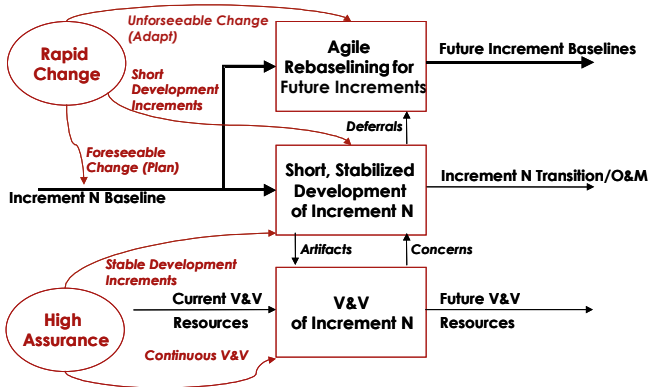 Unforseeable Change
(Adapt)
Rapid
Change
Short
Development
Increments
Agile
Rebaselining for
Future Increments
Future Increment Baselines
Deferrals
Foreseeable
Change (Plan)
Increment N Baseline
Short, Stabilized
Development
of Increment N
Increment N Transition/O&M
Artifacts
Concerns
Stable Development
Increments
Current V&V
Resources
V&V
of Increment N
Future V&V
Resources
High
Assurance
Continuous V&V